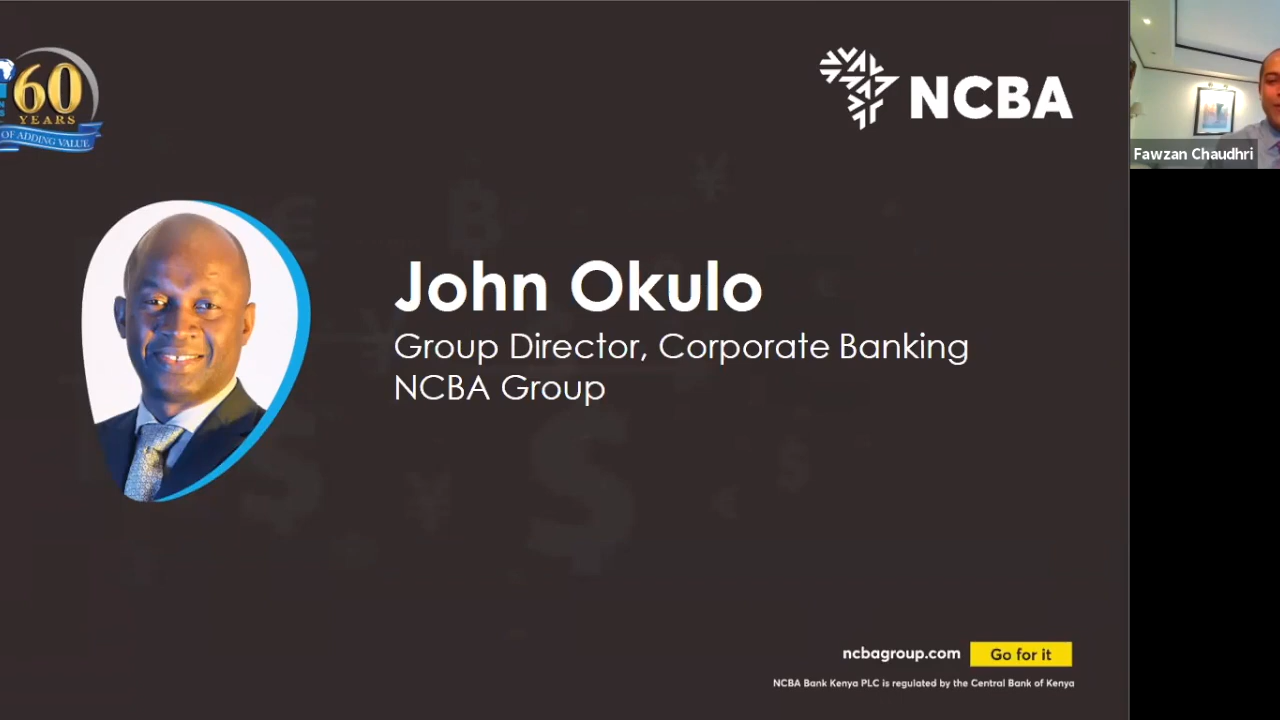 60
YEARS
OF ADDING VALUE
NCBA
Fawzan Chaudhri
John Okulo
Group Director, Corporate Banking
NCBA Group
ncbagroup.com Go for it
NCBA Bank Kenya PLC is regulated by the Central Bank of Kenya